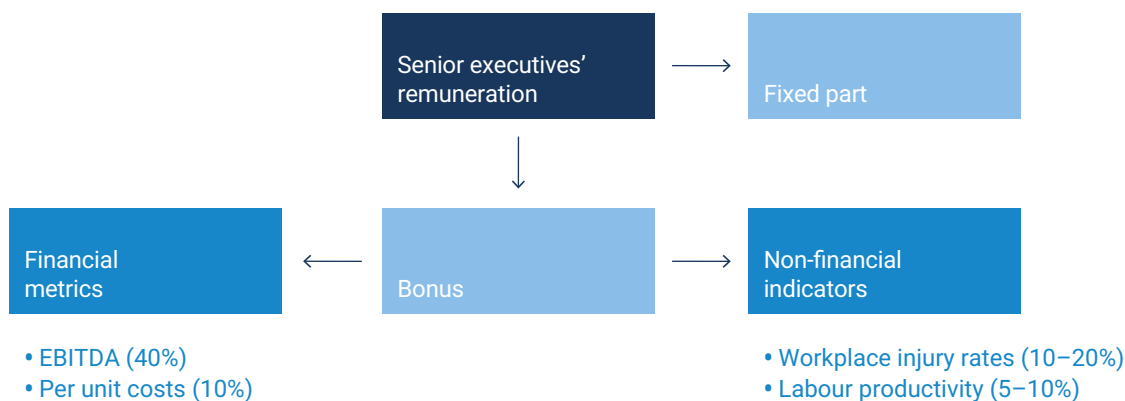 Senior executives’
remuneration
Fixed part
Financial
metrics
Bonus
Non-financial
indicators
• EBITDA (40%)
• Per unit costs (10%)
• Workplace injury rates (10–20%)
• Labour productivity (5–10%)